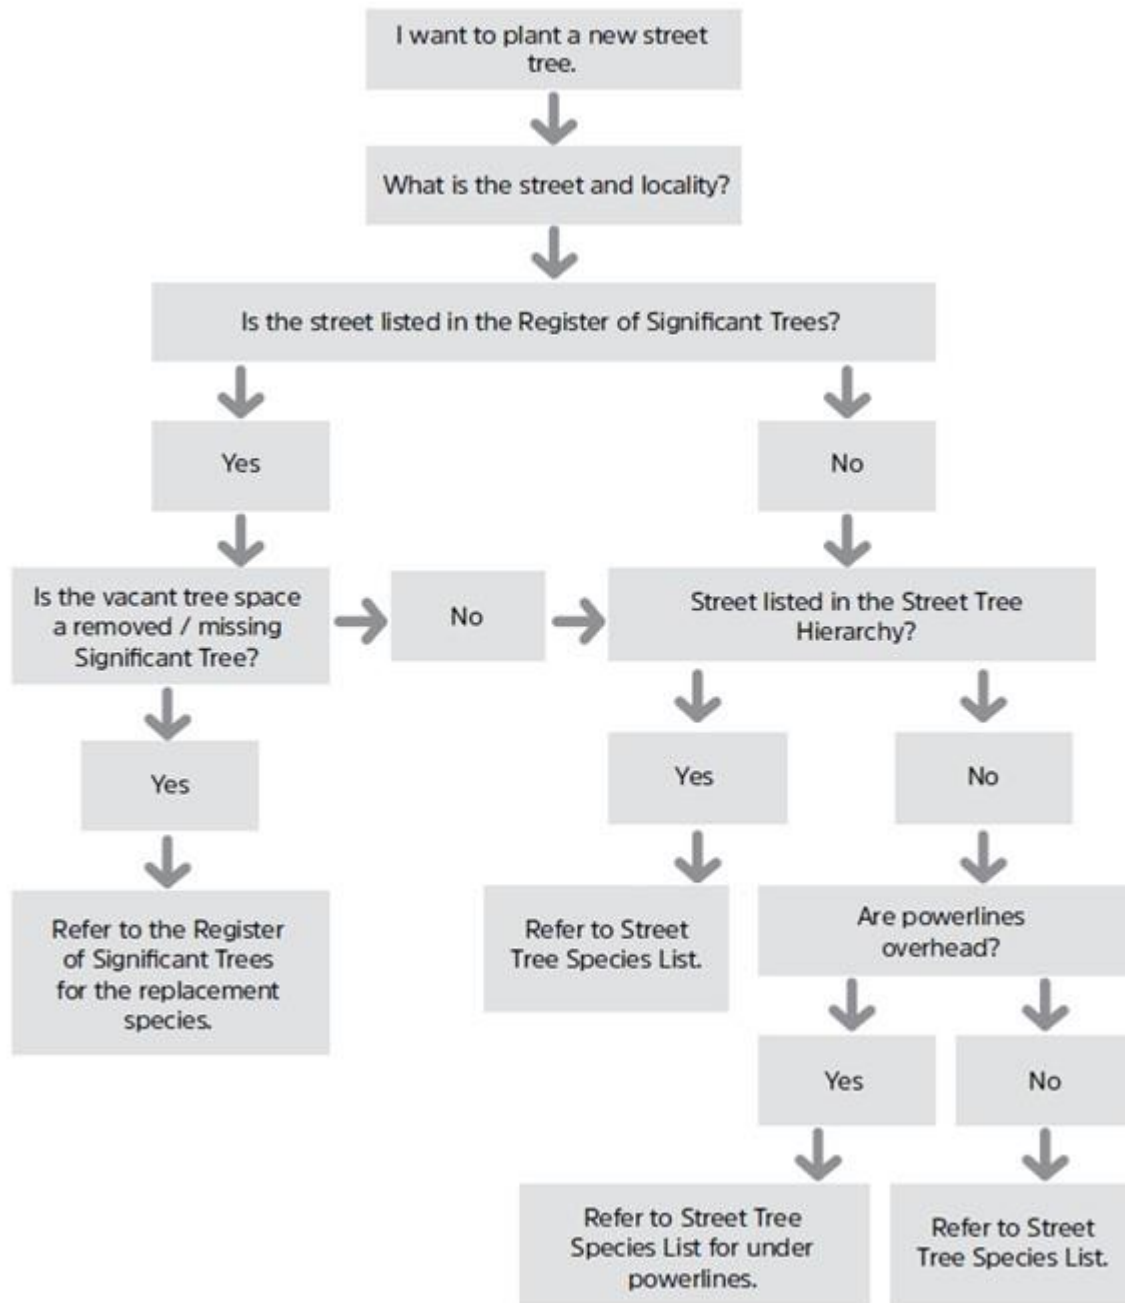 I want to plant a new street
tree.
What is the street and locality?
Is the street listed in the Register of Significant Trees?
Yes
No
Is the vacant tree space
a removed / missing
Significant Tree?
No
Street listed in the Street Tree
Hierarchy?
Yes
Yes
No
Refer to the Register
of Significant Trees
for the replacement
species.
Refer to Street
Tree Species List.
Are powerlines
overhead?
Yes
No
Refer to Street Tree
Species List for under
powerlines.
Refer to Street
Tree Species List.